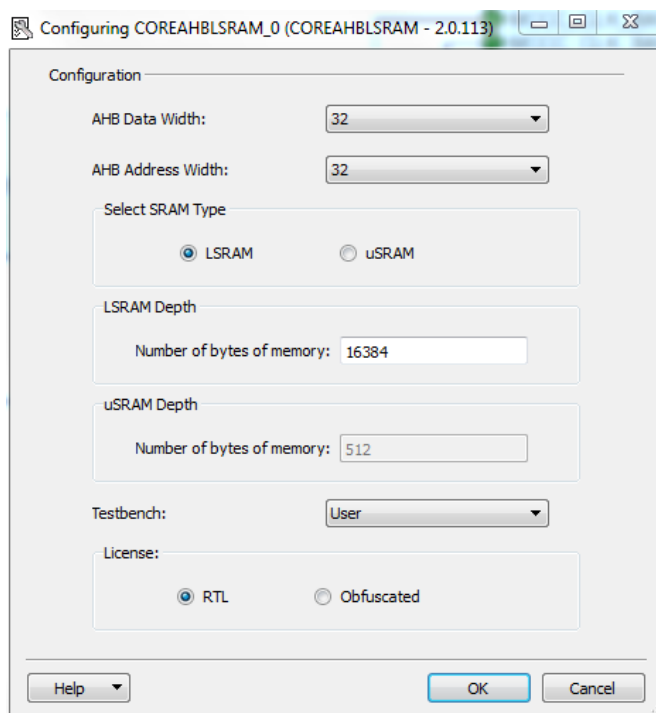 Configuring COREAHBLSRAM_0 (COREAHBLSRAM - 2.0.113)
Configuration
AHB Data Width: 32
AHB Address Width: 32
Select SRAM Type
LSRAM uSRAM
LSRAM Depth
Number of bytes of memory: 16384
uSRAM Depth
Number of bytes of memory: 512
Testbench: User
License:
RTL Obfuscated
Help OK Cancel